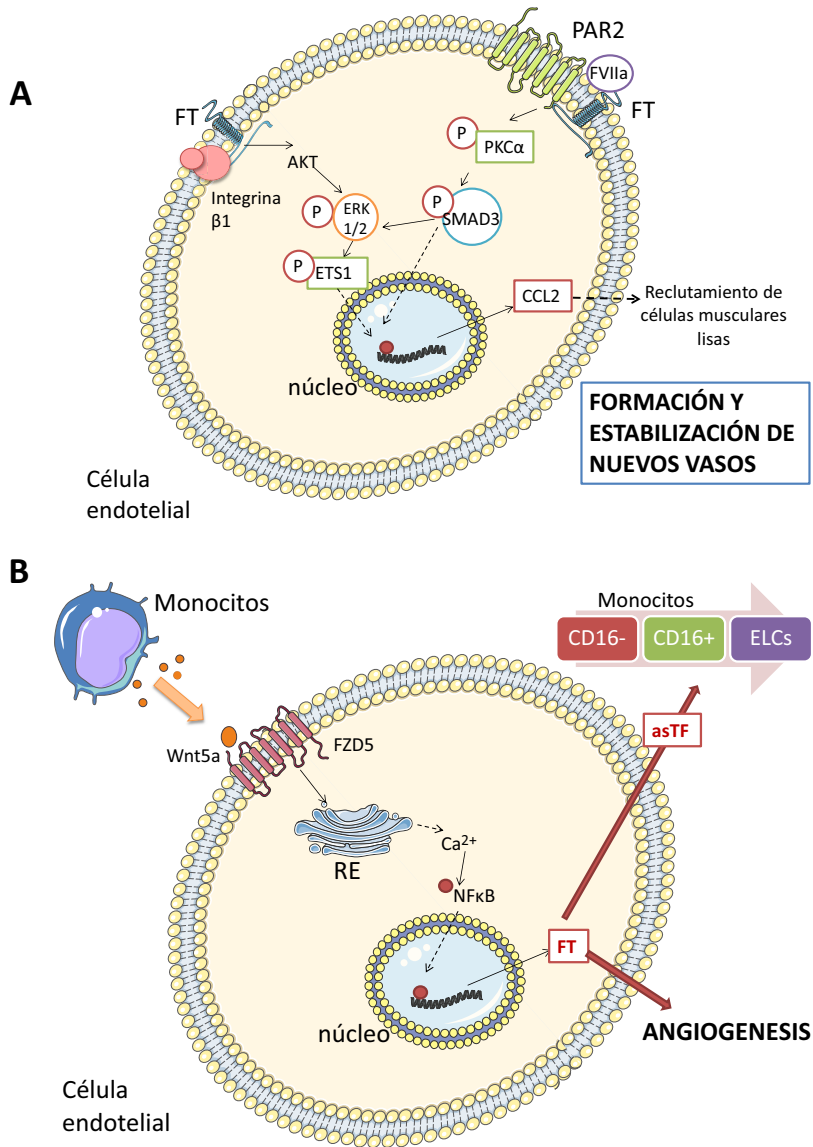 A
PAR2
FVIIa
FT
FT
P
PKCα
AKT
Integrina
β1
P
ERK
1/2
P
SMAD3
P
ETS1
CCL2
Reclutamiento de
células musculares
lisas
núcleo
FORMACIÓN Y
ESTABILIZACIÓN DE
NUEVOS VASOS
Célula
endotelial
B
Monocitos
Monocitos
CD16-
CD16+
ELCs
asTF
Wnt5a
FZD5
RE
Ca2+
NFκB
FT
núcleo
ANGIOGENESIS
Célula
endotelial